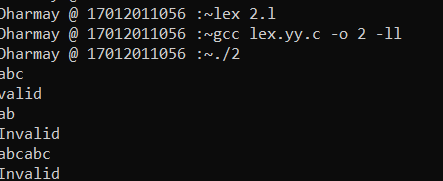 Dharmay @ 17012011056 :~lex 2.l
Dharmay @ 17012011056 :~gcc lex.yy.c -o 2 -ll
Dharmay @ 17012011056 :~./2
abc
valid
ab
Invalid
abcabc
Invalid